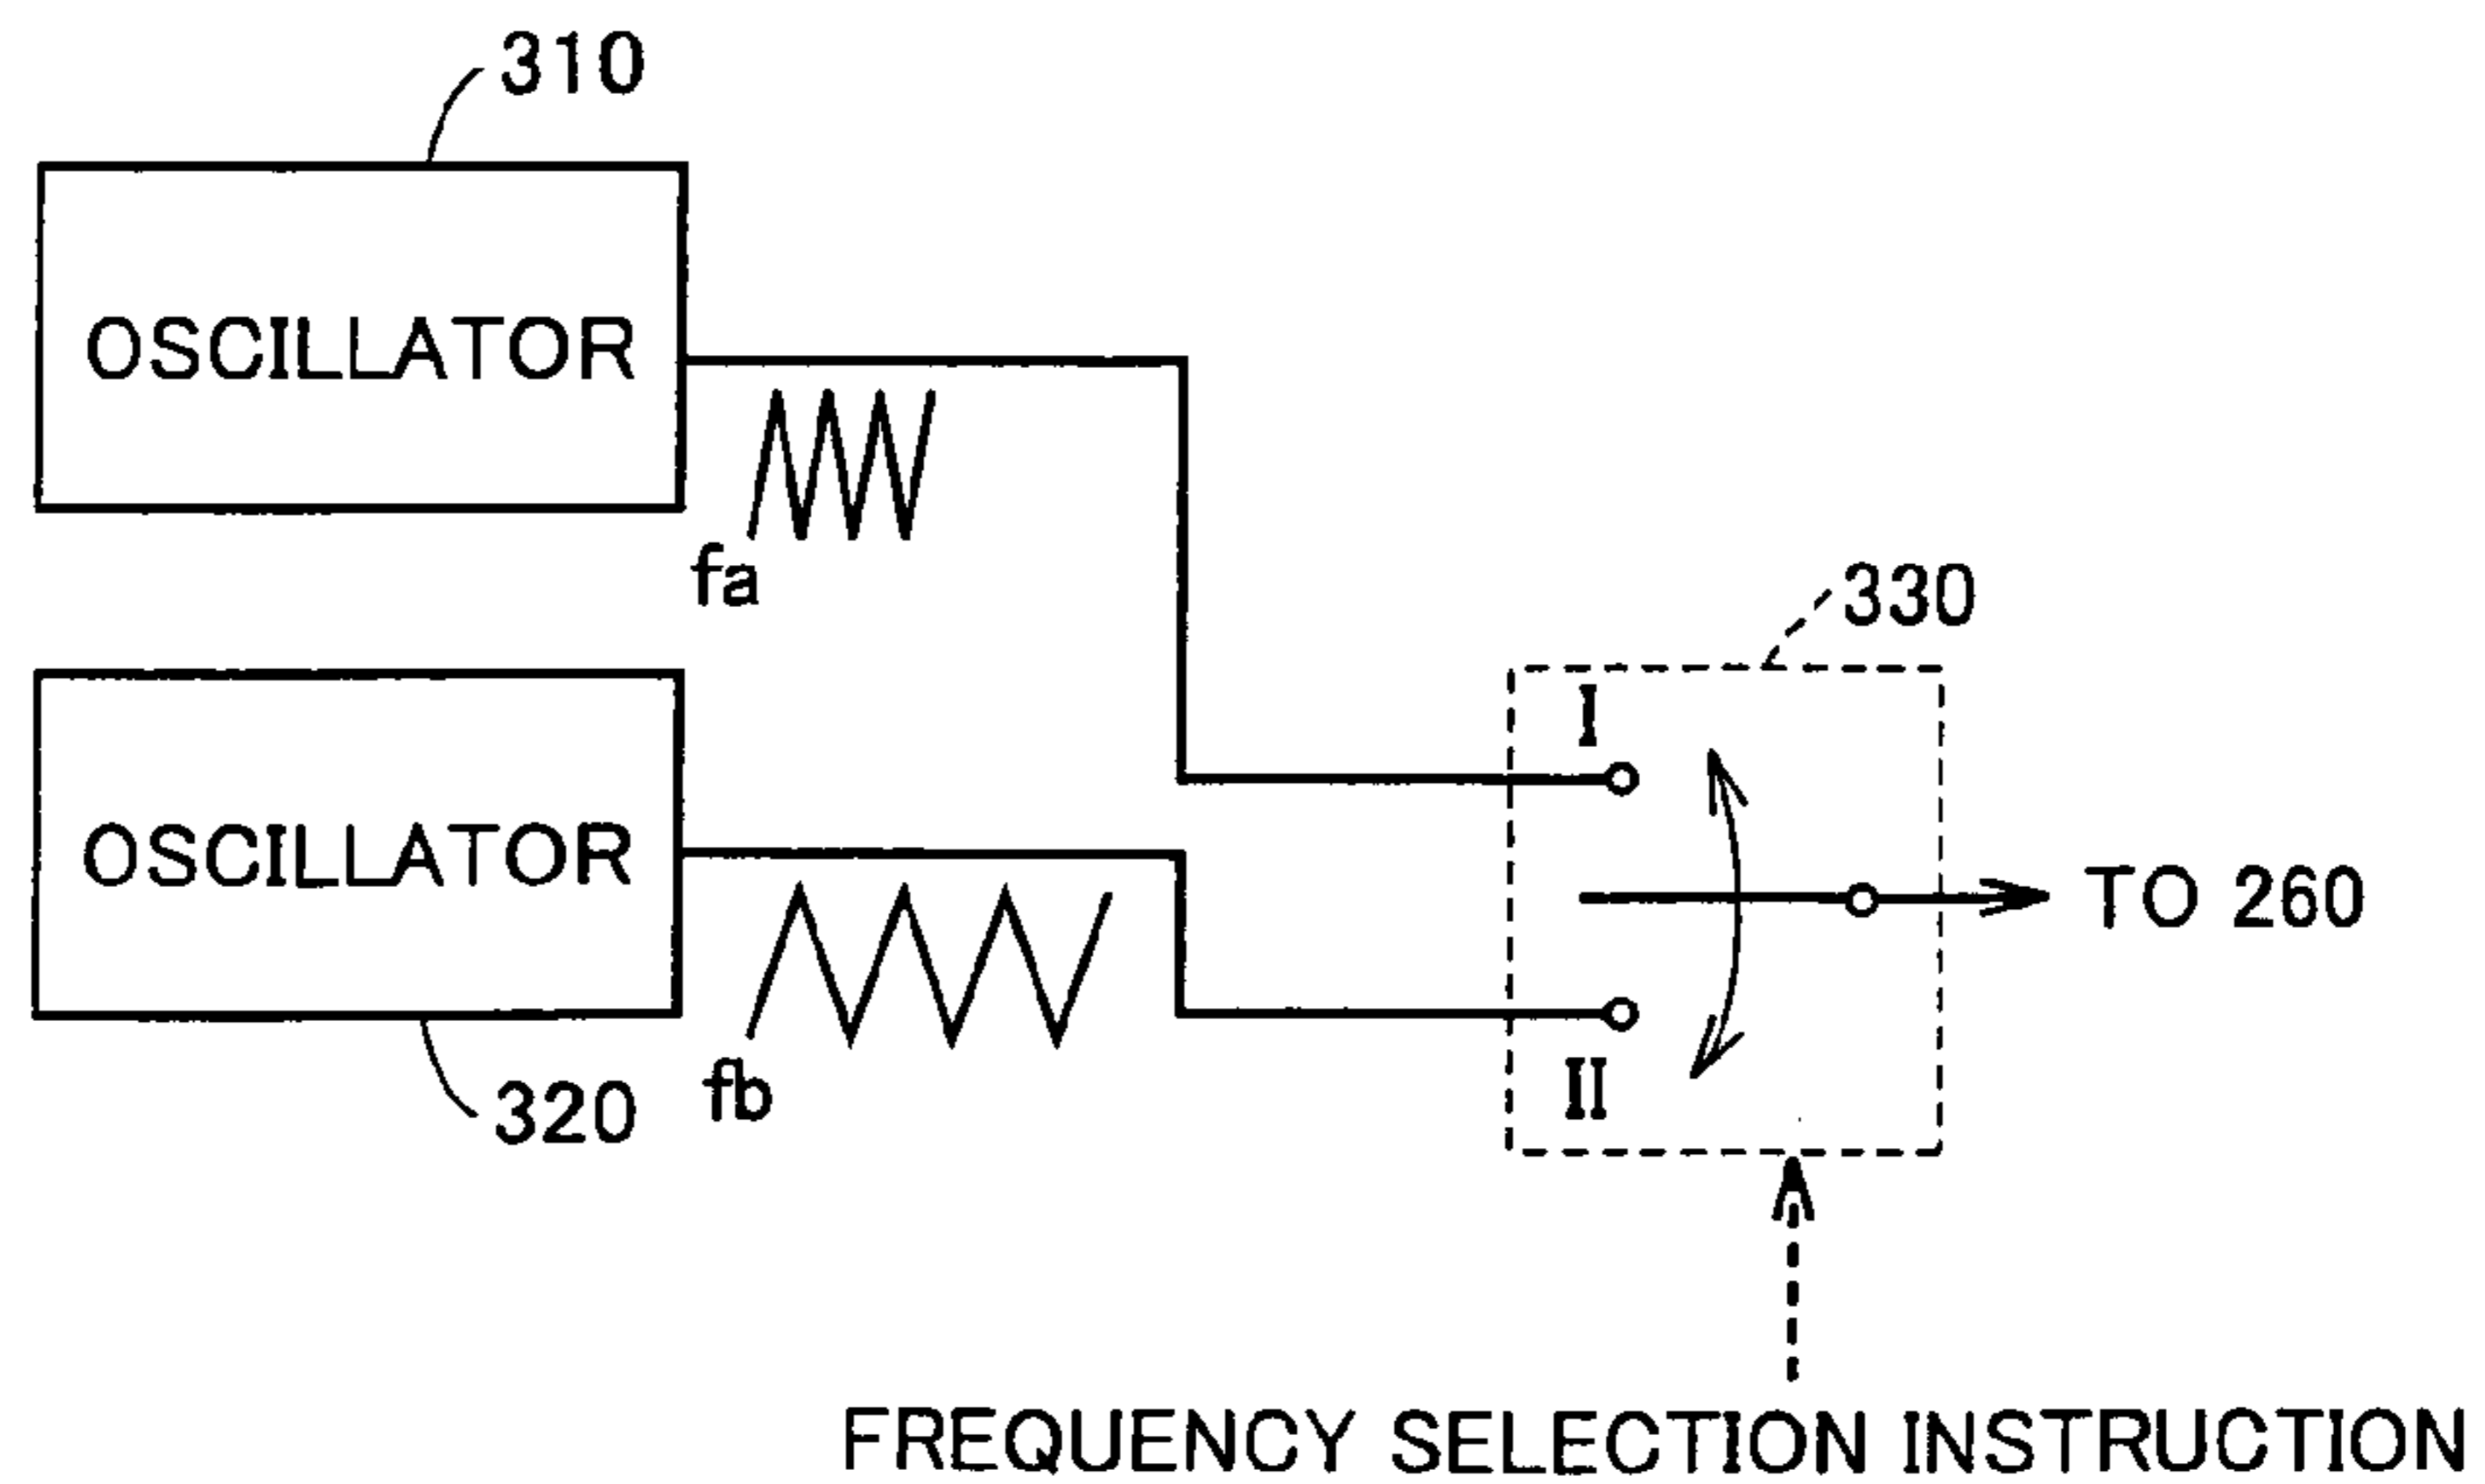 310
OSCILLATOR
fa
330
I
OSCILLATOR
TO 260
fb
II
320
FREQUENCY SELECTION INSTRUCTION